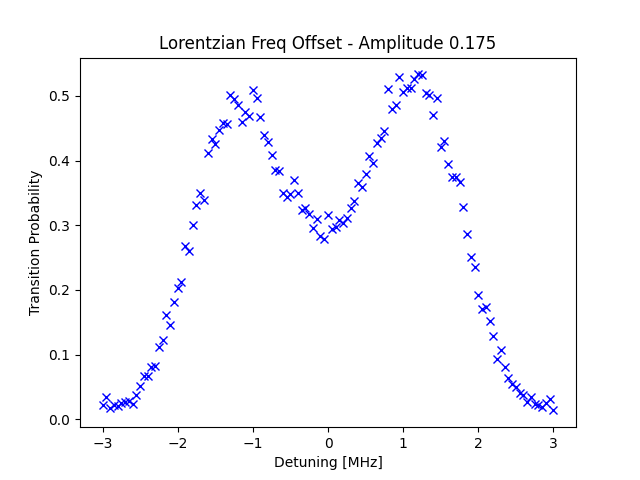 Lorentzian Freq Offset - Amplitude 0.175
Transition Probability
0.5
0.4
0.3
0.2
0.1
0.0
−3 −2 −1 0 1 2 3
Detuning [MHz]